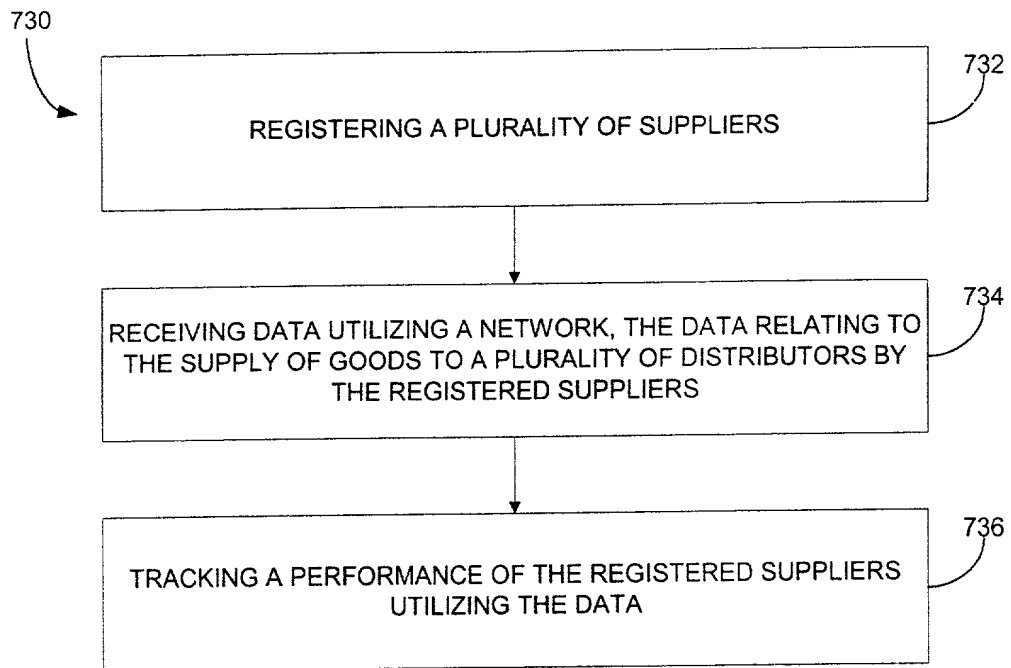 730
732
REGISTERING A PLURALITY OF SUPPLIERS
734
RECEIVING DATA UTILIZING A NETWORK, THE DATA RELATING TO
THE SUPPLY OF GOODS TO A PLURALITY OF DISTRIBUTORS BY
THE REGISTERED SUPPLIERS
736
TRACKING A PERFORMANCE OF THE REGISTERED SUPPLIERS
UTILIZING THE DATA